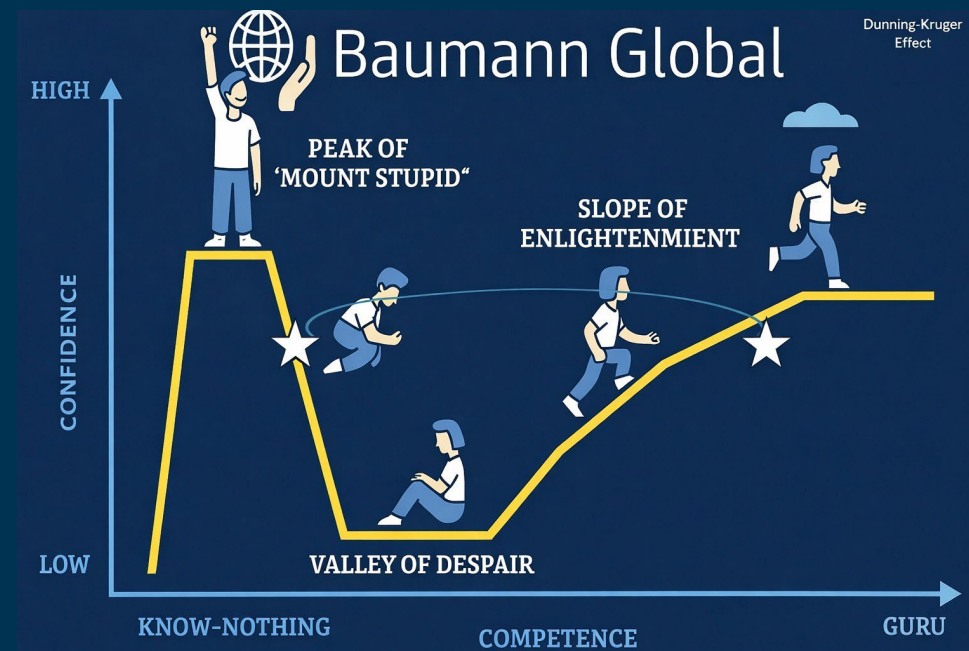 Baumann Global
Dunning-Kruger
Effect
HIGH
PEAK OF
‘MOUNT STUPID“
SLOPE OF
ENLIGHTENMIENT
CONFIDENCE
LOW
VALLEY OF DESPAIR
KNOW-NOTHING
COMPETENCE
GURU